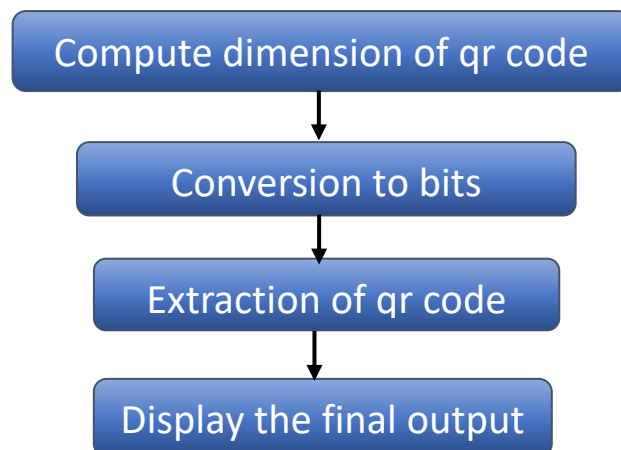 Compute dimension of qr code
Conversion to bits
Extraction of qr code
Display the final output